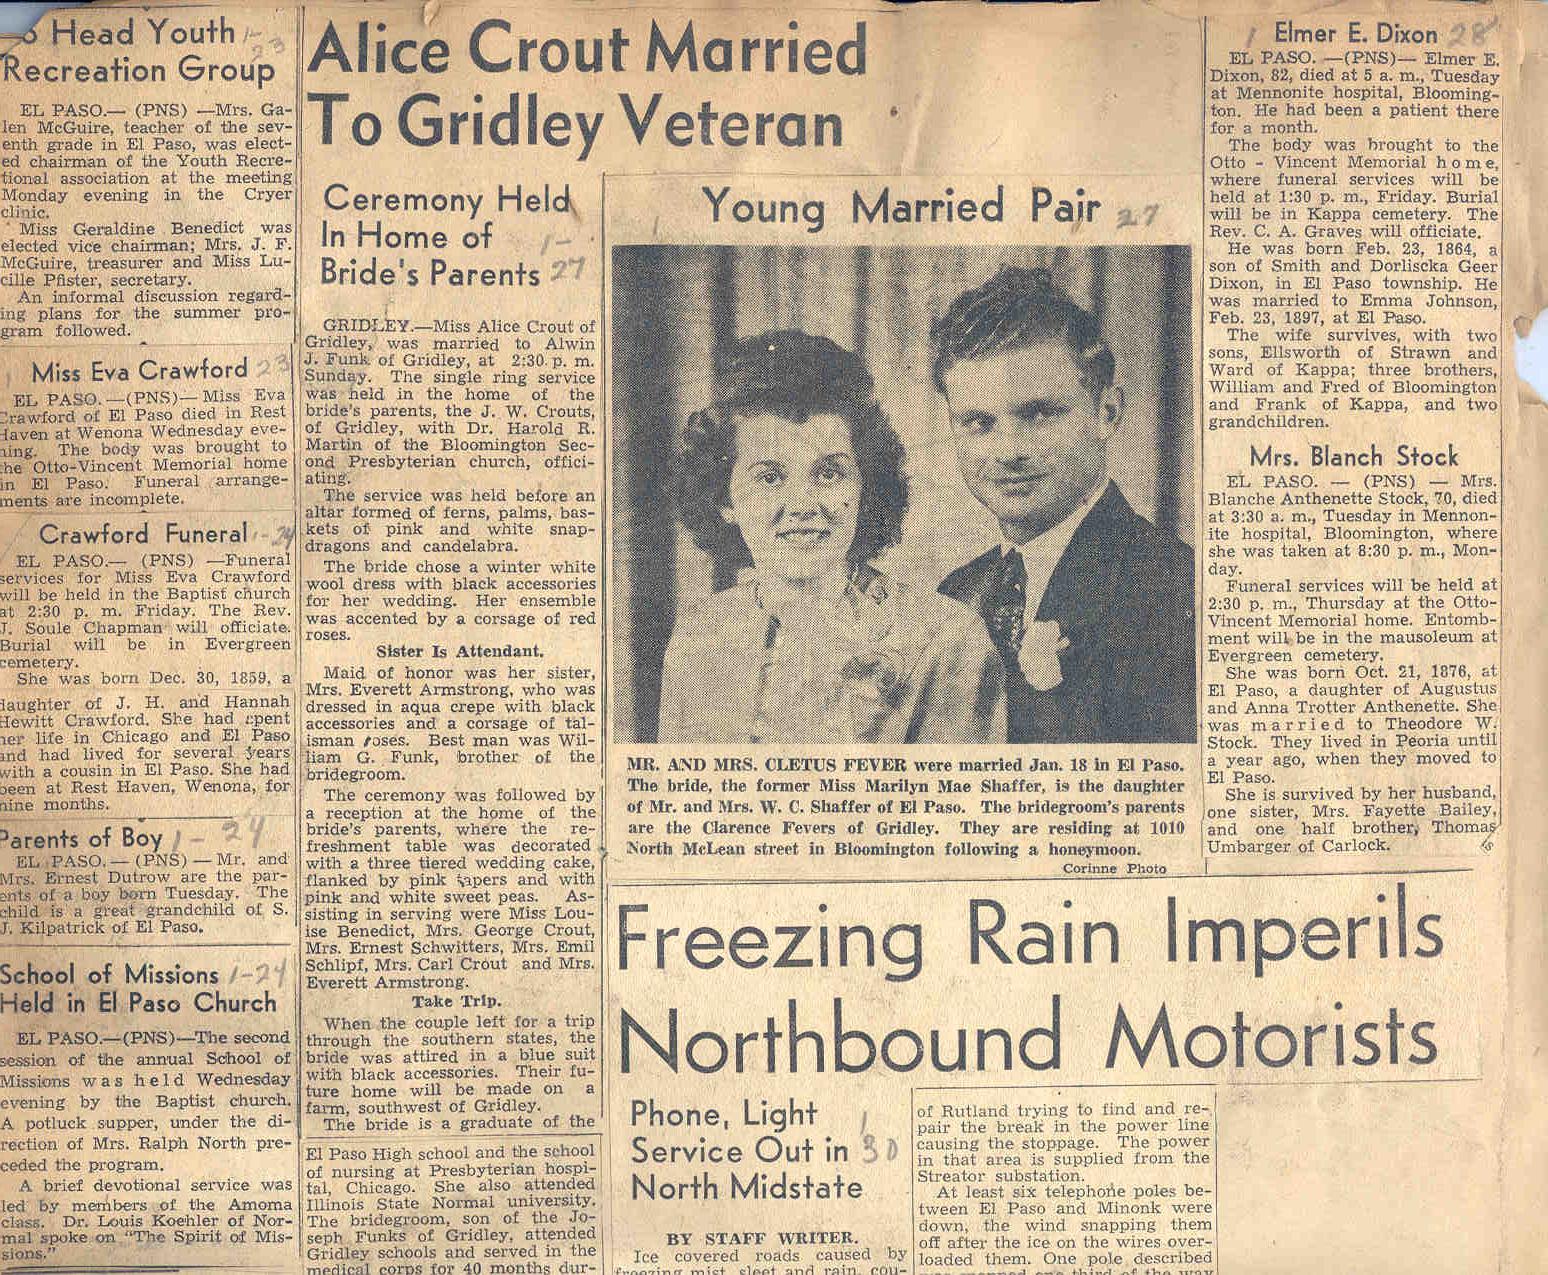 Head Youth 1-
23
Recreation Group
EL PASO.— (PNS) —Mrs. Ga-
len McGuire, teacher of the sev-
enth grade in El Paso, was elect-
ed chairman of the Youth Recre-
tional association at the meeting
Monday evening in the Cryer
clinic.
Miss Geraldine Benedict was
elected vice chairman; Mrs. J. F.
McGuire, treasurer and Miss Lu-
cille Pfister, secretary.
An informal discussion regard-
ing plans for the summer pro-
gram followed.
Miss Eva Crawford 23
EL PASO.—(PNS)— Miss Eva
Crawford of El Paso died in Rest
Haven at Wenona Wednesday eve-
ning. The body was brought to
the Otto-Vincent Memorial home
in El Paso. Funeral arrange-
ments are incomplete.
Crawford Funeral 1-24
EL PASO.— (PNS) —Funeral
services for Miss Eva Crawford
will be held in the Baptist church
at 2:30 p. m. Friday. The Rev.
J. Soule Chapman will officiate.
Burial will be in Evergreen
cemetery.
She was born Dec. 30, 1859, a
daughter of J. H. and Hannah
Hewitt Crawford. She had spent
her life in Chicago and El Paso
and had lived for several years
with a cousin in El Paso. She had
been at Rest Haven, Wenona, for
nine months.
Parents of Boy 1-24
EL PASO.— (PNS) — Mr. and
Mrs. Ernest Dutrow are the par-
ents of a boy born Tuesday. The
child is a great grandchild of S.
J. Kilpatrick of El Paso.
School of Missions 1-24
Held in El Paso Church
EL PASO.—(PNS)—The second
session of the annual School of
Missions was held Wednesday
evening by the Baptist church.
A potluck supper, under the di-
rection of Mrs. Ralph North pre-
ceded the program.
A brief devotional service was
led by members of the Amoma
class. Dr. Louis Koehler of Nor-
mal spoke on "The Spirit of Mis-
sions."
Alice Crout Married
To Gridley Veteran
Ceremony Held
In Home of 1-
Bride's Parents 27
GRIDLEY.—Miss Alice Crout of
Gridley, was married to Alwin
J. Funk of Gridley, at 2:30 p. m.
Sunday. The single ring service
was held in the home of the
bride's parents, the J. W. Crouts,
of Gridley, with Dr. Harold R.
Martin of the Bloomington Sec-
ond Presbyterian church, offici-
ating.
The service was held before an
altar formed of ferns, palms, bas-
kets of pink and white snap-
dragons and candelabra.
The bride chose a winter white
wool dress with black accessories
for her wedding. Her ensemble
was accented by a corsage of red
roses.
Sister Is Attendant.
Maid of honor was her sister,
Mrs. Everett Armstrong, who was
dressed in aqua crepe with black
accessories and a corsage of tal-
isman roses. Best man was Wil-
liam G. Funk, brother of the
bridegroom.
The ceremony was followed by
a reception at the home of the
bride's parents, where the re-
freshment table was decorated
with a three tiered wedding cake,
flanked by pink tapers and with
pink and white sweet peas. As-
sisting in serving were Miss Lou-
ise Benedict, Mrs. George Crout,
Mrs. Ernest Schwitters, Mrs. Emil
Schlipf, Mrs. Carl Crout and Mrs.
Everett Armstrong.
Take Trip.
When the couple left for a trip
through the southern states, the
bride was attired in a blue suit
with black accessories. Their fu-
ture home will be made on a
farm, southwest of Gridley.
The bride is a graduate of the
El Paso High school and the school
of nursing at Presbyterian hospi-
tal, Chicago. She also attended
Illinois State Normal university.
The bridegroom, son of the Jo-
seph Funks of Gridley, attended
Gridley schools and served in the
medical corps for 40 months dur-
Young Married Pair 27
MR. AND MRS. CLETUS FEVER were married Jan. 18 in El Paso.
The bride, the former Miss Marilyn Mae Shaffer, is the daughter
of Mr. and Mrs. W. C. Shaffer of El Paso. The bridegroom's parents
are the Clarence Fevers of Gridley. They are residing at 1010
North McLean street in Bloomington following a honeymoon.
Corinne Photo
Freezing Rain Imperils
Northbound Motorists
Phone, Light 1
Service Out in 30
North Midstate
BY STAFF WRITER.
Ice covered roads caused by
freezing mist, sleet and rain, cou-
of Rutland trying to find and re-
pair the break in the power line
causing the stoppage. The power
in that area is supplied from the
Streator substation.
At least six telephone poles be-
tween El Paso and Minonk were
down, the wind snapping them
off after the ice on the wires over-
loaded them. One pole described
1 Elmer E. Dixon 28
EL PASO. —(PNS)— Elmer E.
Dixon, 82, died at 5 a. m., Tuesday
at Mennonite hospital, Blooming-
ton. He had been a patient there
for a month.
The body was brought to the
Otto - Vincent Memorial home,
where funeral services will be
held at 1:30 p. m., Friday. Burial
will be in Kappa cemetery. The
Rev. C. A. Graves will officiate.
He was born Feb. 23, 1864, a
son of Smith and Dorliscka Geer
Dixon, in El Paso township. He
was married to Emma Johnson,
Feb. 23, 1897, at El Paso.
The wife survives, with two
sons, Ellsworth of Strawn and
Ward of Kappa; three brothers,
William and Fred of Bloomington
and Frank of Kappa, and two
grandchildren.
Mrs. Blanch Stock
EL PASO. — (PNS) — Mrs.
Blanche Anthenette Stock, 70, died
at 3:30 a. m., Tuesday in Mennon-
ite hospital, Bloomington, where
she was taken at 8:30 p. m., Mon-
day.
Funeral services will be held at
2:30 p. m., Thursday at the Otto-
Vincent Memorial home. Entomb-
ment will be in the mausoleum at
Evergreen cemetery.
She was born Oct. 21, 1876, at
El Paso, a daughter of Augustus
and Anna Trotter Anthenette. She
was married to Theodore W.
Stock. They lived in Peoria until
a year ago, when they moved to
El Paso.
She is survived by her husband,
one sister, Mrs. Fayette Bailey,
and one half brother, Thomas
Umbarger of Carlock.